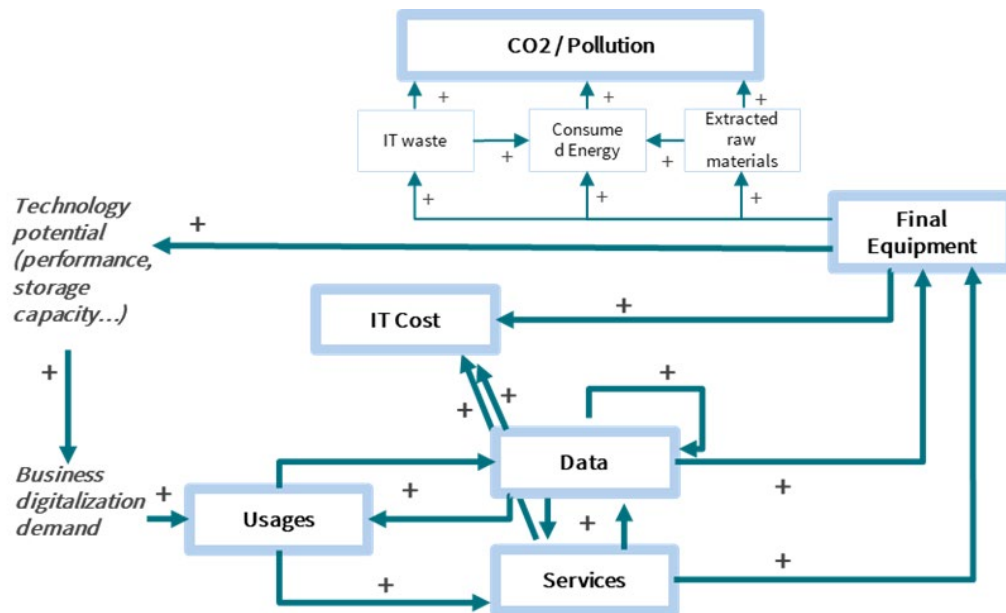 CO2 / Pollution
+
+
+
IT waste
+
Consume
d Energy
+
Extracted
raw
materials
+
+
+
Technology
potential
(performance,
storage
capacity...)
+
Final
Equipment
IT Cost
+
+
+
+
+
Data
+
Business
digitalization
demand
+
Usages
+
+
Services
+
+